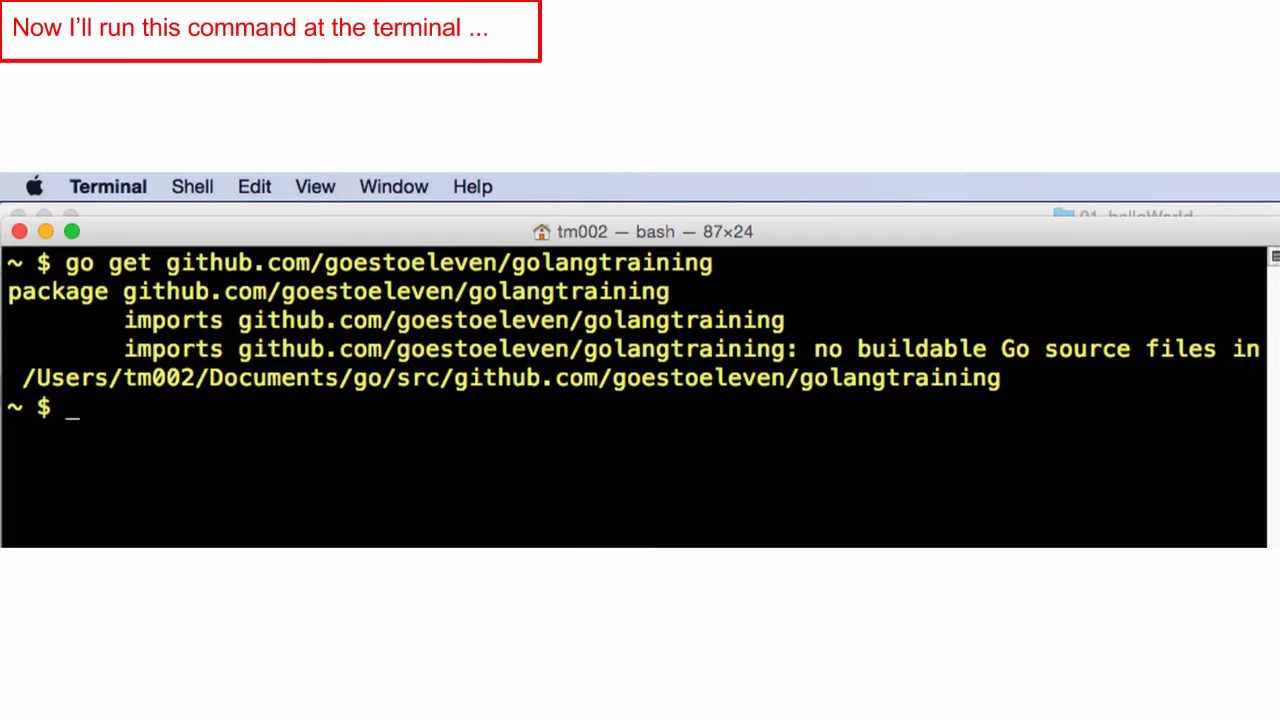 Now I’ll run this command at the terminal ...
Terminal Shell Edit View Window Help
01_helloWorld
tm002 — bash — 87×24
~ $ go get github.com/goestoeleven/golangtraining
package github.com/goestoeleven/golangtraining
imports github.com/goestoeleven/golangtraining
imports github.com/goestoeleven/golangtraining: no buildable Go source files in
/Users/tm002/Documents/go/src/github.com/goestoeleven/golangtraining
~ $ _